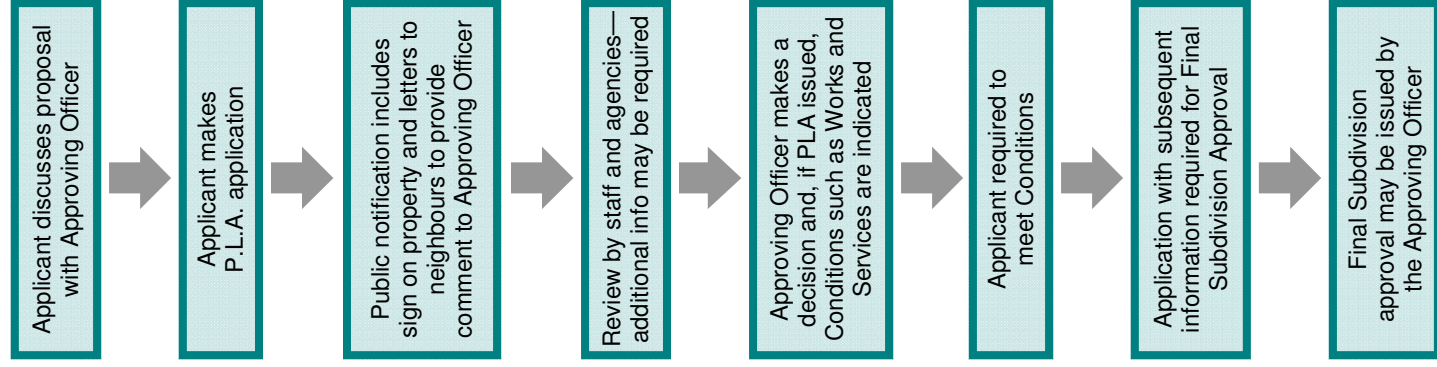 Applicant discusses proposal
with Approving Officer
Applicant makes
P.L.A. application
Public notification includes
sign on property and letters to
neighbours to provide
comment to Approving Officer
Review by staff and agencies—
additional info may be required
Approving Officer makes a
decision and, if PLA issued,
Conditions such as Works and
Services are indicated
Applicant required to
meet Conditions
Application with subsequent
information required for Final
Subdivision Approval
Final Subdivision
approval may be issued by
the Approving Officer